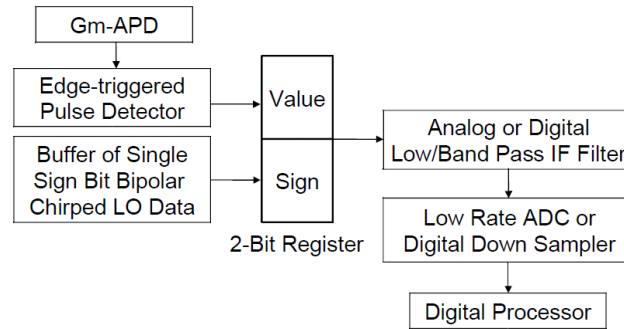 Gm-APD
Edge-triggered
Pulse Detector
Buffer of Single
Sign Bit Bipolar
Chirped LO Data
Value
Sign
2-Bit Register
Analog or Digital
Low/Band Pass IF Filter
Low Rate ADC or
Digital Down Sampler
Digital Processor